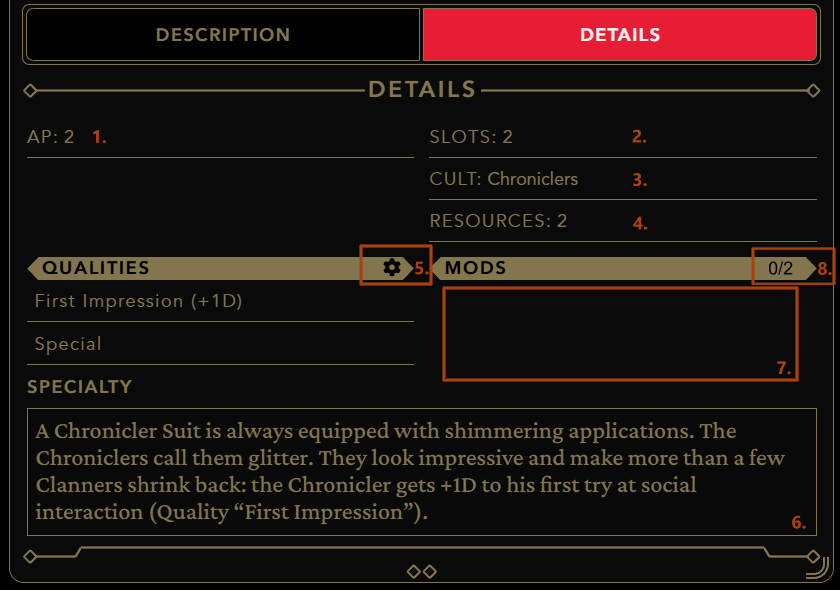 DESCRIPTION DETAILS
DETAILS
AP: 2 1. SLOTS: 2 2.
CULT: Chroniclers 3.
RESOURCES: 2 4.
QUALITIES 5. MODS 0/2 8.
First Impression (+1D)
Special
7.
SPECIALTY
A Chronicler Suit is always equipped with shimmering applications. The
Chroniclers call them glitter. They look impressive and make more than a few
Clanners shrink back: the Chronicler gets +1D to his first try at social
interaction (Quality “First Impression”).
6.